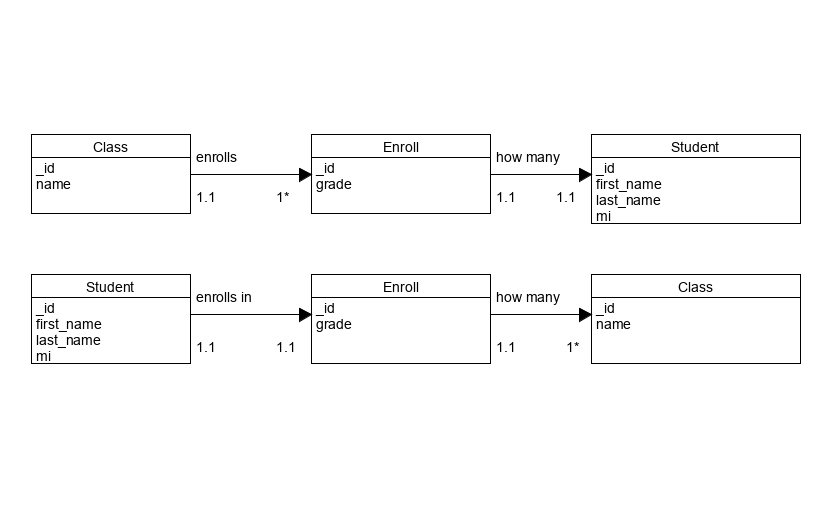 Class
_id
name
enrolls
1.1
1*
Enroll
_id
grade
how many
1.1
1.1
Student
_id
first_name
last_name
mi
Student
_id
first_name
last_name
mi
enrolls in
1.1
1.1
Enroll
_id
grade
how many
1.1
1*
Class
_id
name